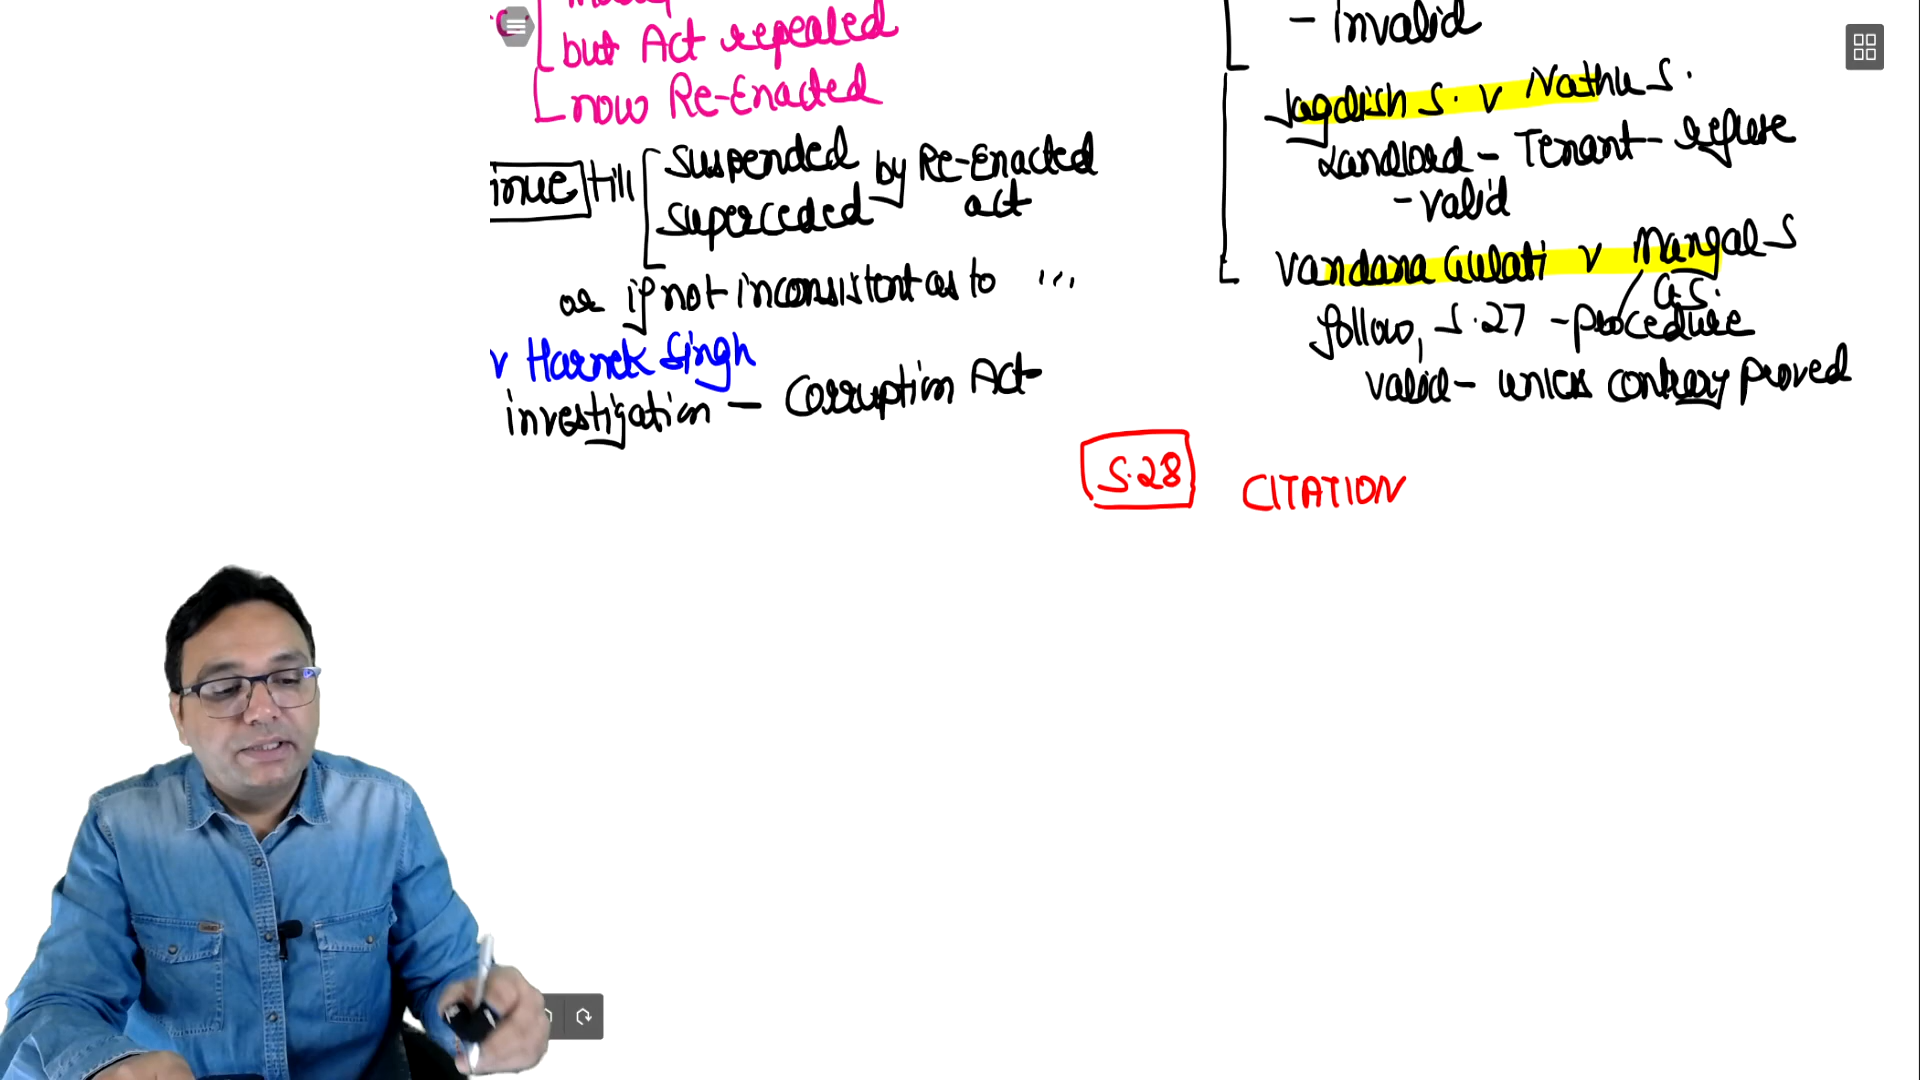 but Act repealed
now Re-Enacted
inue till
suspended
superceded
by Re-Enacted
act
or if not inconsistent as to ...
v Harnek Singh
investigation - Corruption Act
- invalid
Jagdish S. v Nathu S.
Landlord - Tenant - refuse
- valid
Vandana Gulati v Mangal S
G.S.
follow, S.27 - procedure
valid - unless contrary proved
S.28 CITATION